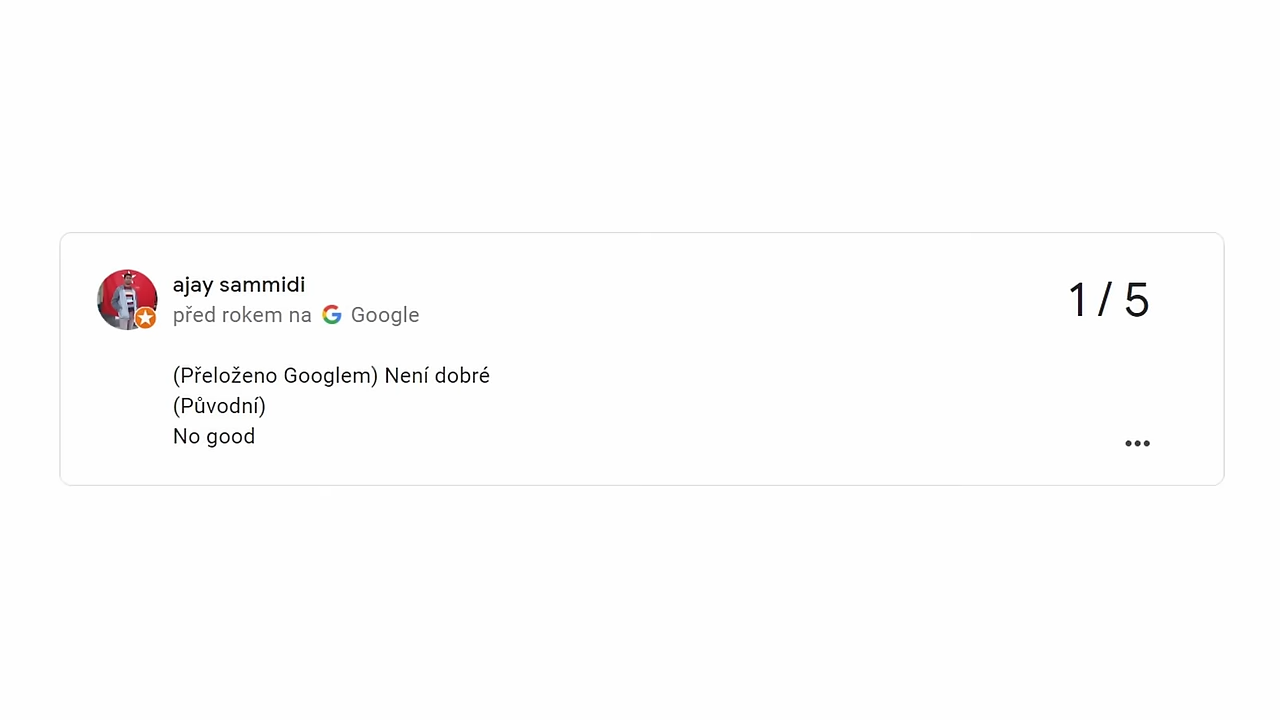 ajay sammidi
před rokem na Google
1 / 5
(Přeloženo Googlem) Není dobré
(Původní)
No good